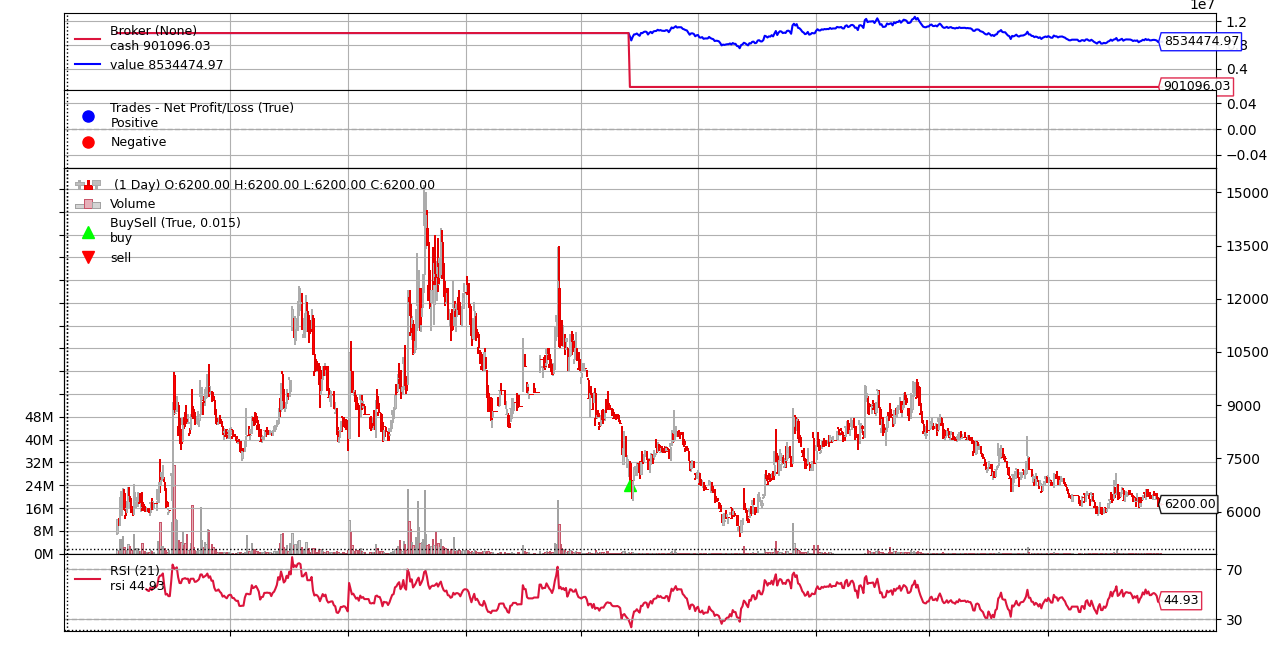 1e7
Broker (None)
cash 901096.03
value 8534474.97
1.2
8534474.97
0.4
901096.03
Trades - Net Profit/Loss (True)
Positive
Negative
0.04
0.00
−0.04
(1 Day) O:6200.00 H:6200.00 L:6200.00 C:6200.00
Volume
BuySell (True, 0.015)
buy
sell
15000
13500
12000
10500
9000
7500
6000
6200.00
48M
40M
32M
24M
16M
8M
0M
RSI (21)
rsi 44.93
70
44.93
30